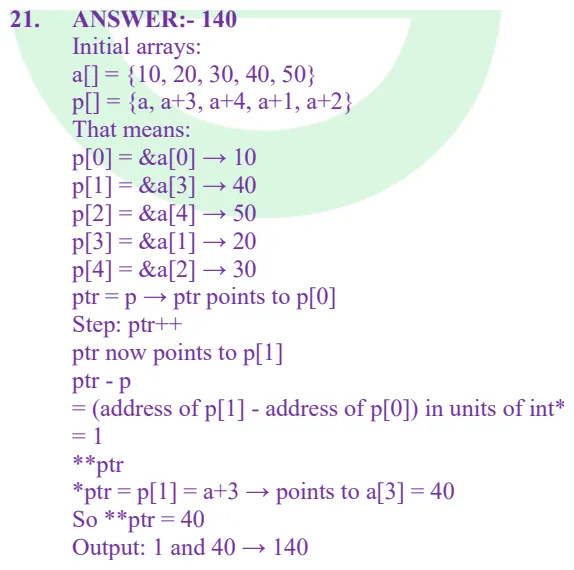 21. ANSWER:- 140
Initial arrays:
a[] = {10, 20, 30, 40, 50}
p[] = {a, a+3, a+4, a+1, a+2}
That means:
p[0] = &a[0] → 10
p[1] = &a[3] → 40
p[2] = &a[4] → 50
p[3] = &a[1] → 20
p[4] = &a[2] → 30
ptr = p → ptr points to p[0]
Step: ptr++
ptr now points to p[1]
ptr - p
= (address of p[1] - address of p[0]) in units of int*
= 1
**ptr
*ptr = p[1] = a+3 → points to a[3] = 40
So **ptr = 40
Output: 1 and 40 → 140